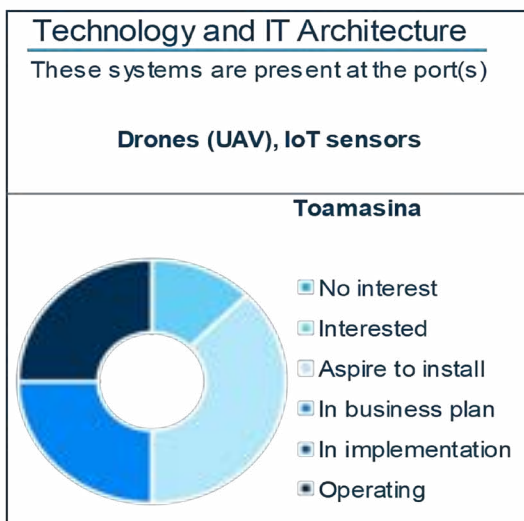 Technology and IT Architecture
These systems are present at the port(s)
Drones (UAV), IoT sensors
Toamasina
No interest
Interested
Aspire to install
In business plan
In implementation
Operating